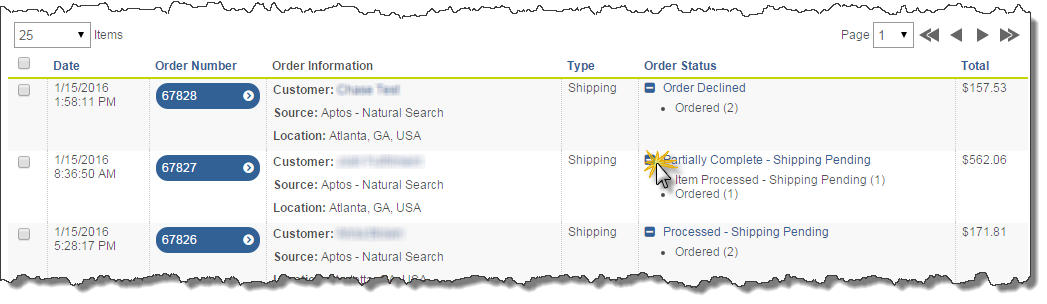 25 Items Page 1
Date Order Number Order Information Type Order Status Total
1/15/2016
1:58:11 PM
67828
Customer:
Source: Aptos - Natural Search
Location: Atlanta, GA, USA
Shipping
Order Declined
Ordered (2)
$157.53
1/15/2016
8:36:50 AM
67827
Customer:
Source: Aptos - Natural Search
Location: Atlanta, GA, USA
Shipping
Partially Complete - Shipping Pending
Item Processed - Shipping Pending (1)
Ordered (1)
$562.06
1/15/2016
5:28:17 PM
67826
Customer:
Source: Aptos - Natural Search
GA, USA
Shipping
Processed - Shipping Pending
Ordered (2)
$171.81